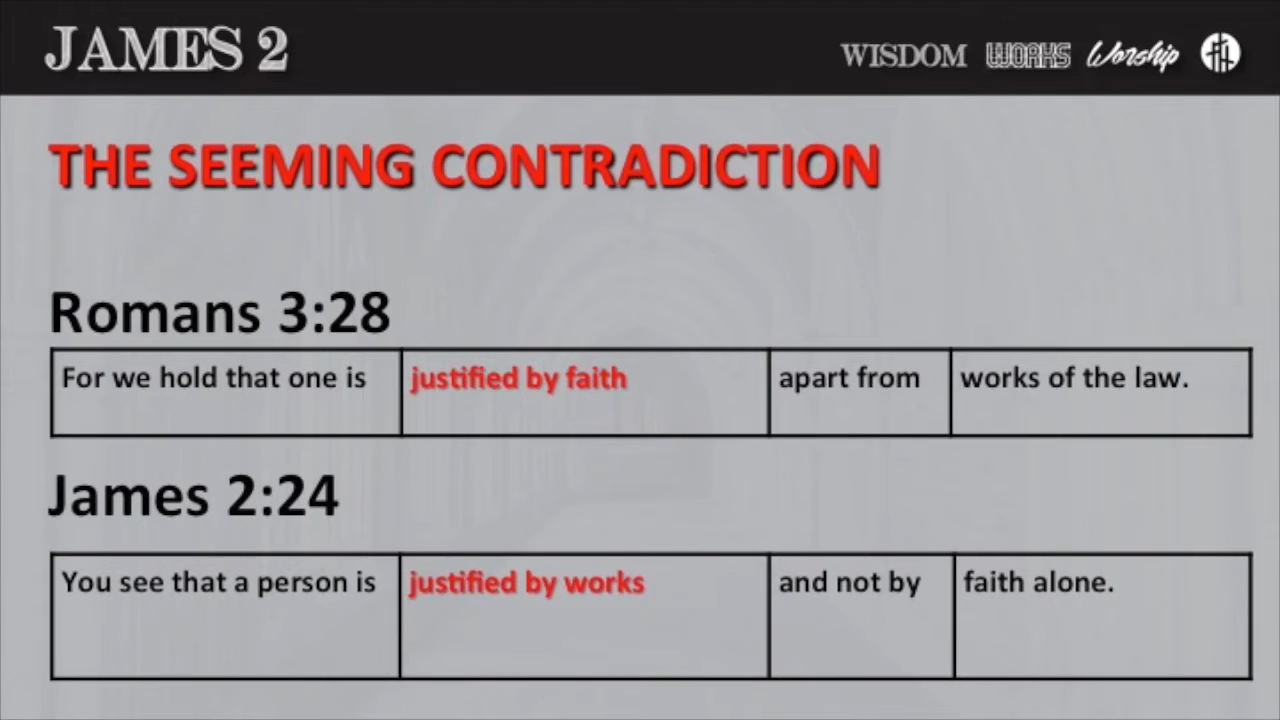 JAMES 2
WISDOM WORKS Worship
THE SEEMING CONTRADICTION
Romans 3:28
For we hold that one is justified by faith apart from works of the law.
James 2:24
You see that a person is justified by works and not by faith alone.